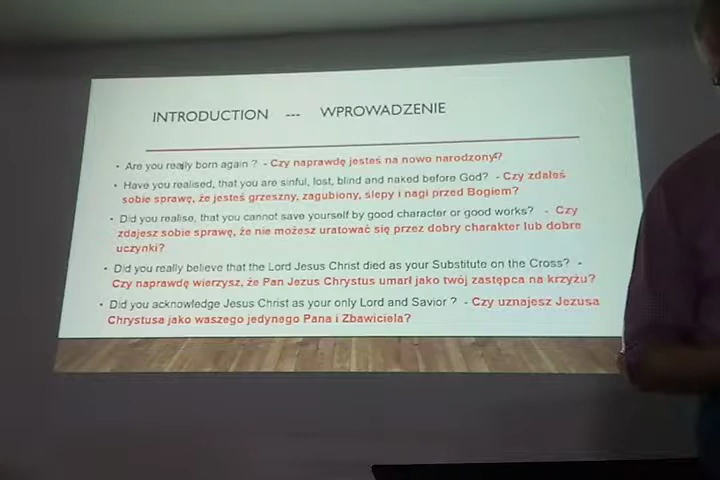 INTRODUCTION --- WPROWADZENIE
• Are you really born again ? - Czy naprawdę jesteś na nowo narodzony?
• Have you realised, that you are sinful, lost, blind and naked before God? - Czy zdałeś
sobie sprawę, że jesteś grzeszny, zagubiony, ślepy i nagi przed Bogiem?
• Did you realise, that you cannot save yourself by good character or good works? - Czy
zdajesz sobie sprawę, że nie możesz uratować się przez dobry charakter lub dobre
uczynki?
• Did you really believe that the Lord Jesus Christ died as your Substitute on the Cross? -
Czy naprawdę wierzysz, że Pan Jezus Chrystus umarł jako twój zastępca na krzyżu?
• Did you acknowledge Jesus Christ as your only Lord and Savior ? - Czy uznajesz Jezusa
Chrystusa jako waszego jedynego Pana i Zbawiciela?